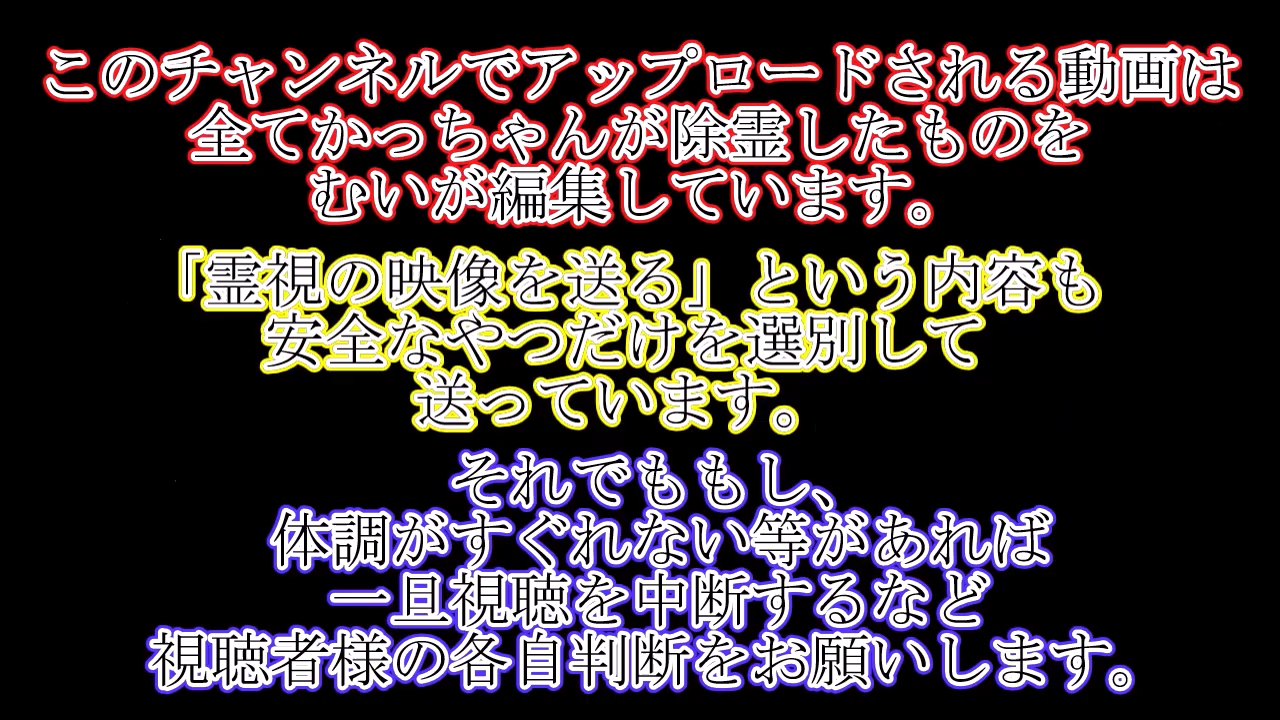 このチャンネルでアップロードされる動画は
全てかっちゃんが除霊したものを
むいが編集しています。
「霊視の映像を送る」という内容も
安全なやつだけを選別して
送っています。
それでももし、
体調がすぐれない等があれば
一旦視聴を中断するなど
視聴者様の各自判断をお願いします。